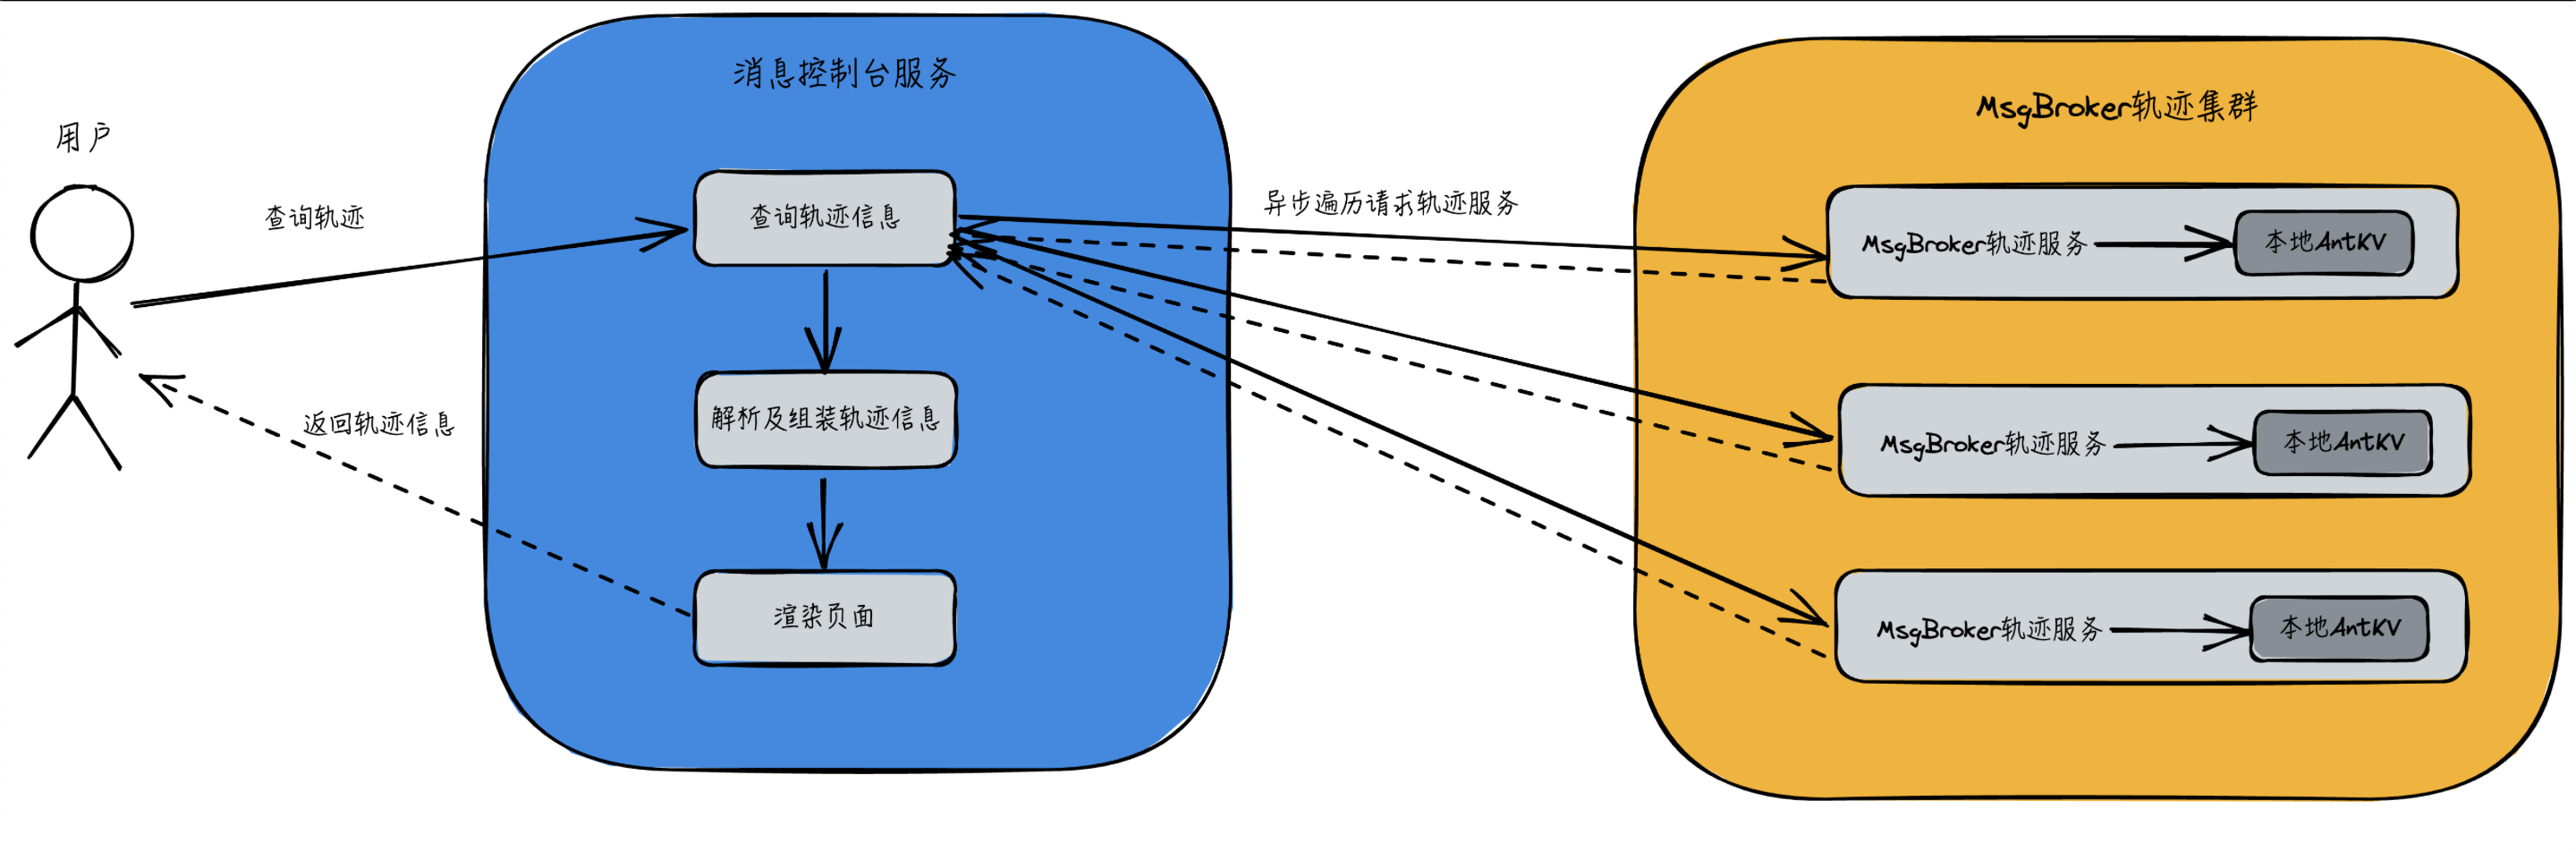 用户
查询轨迹
返回轨迹信息
消息控制台服务
查询轨迹信息
解析及组装轨迹信息
渲染页面
异步遍历请求轨迹服务
MsgBroker轨迹集群
MsgBroker轨迹服务
本地AntKV
MsgBroker轨迹服务
本地AntKV
MsgBroker轨迹服务
本地AntKV